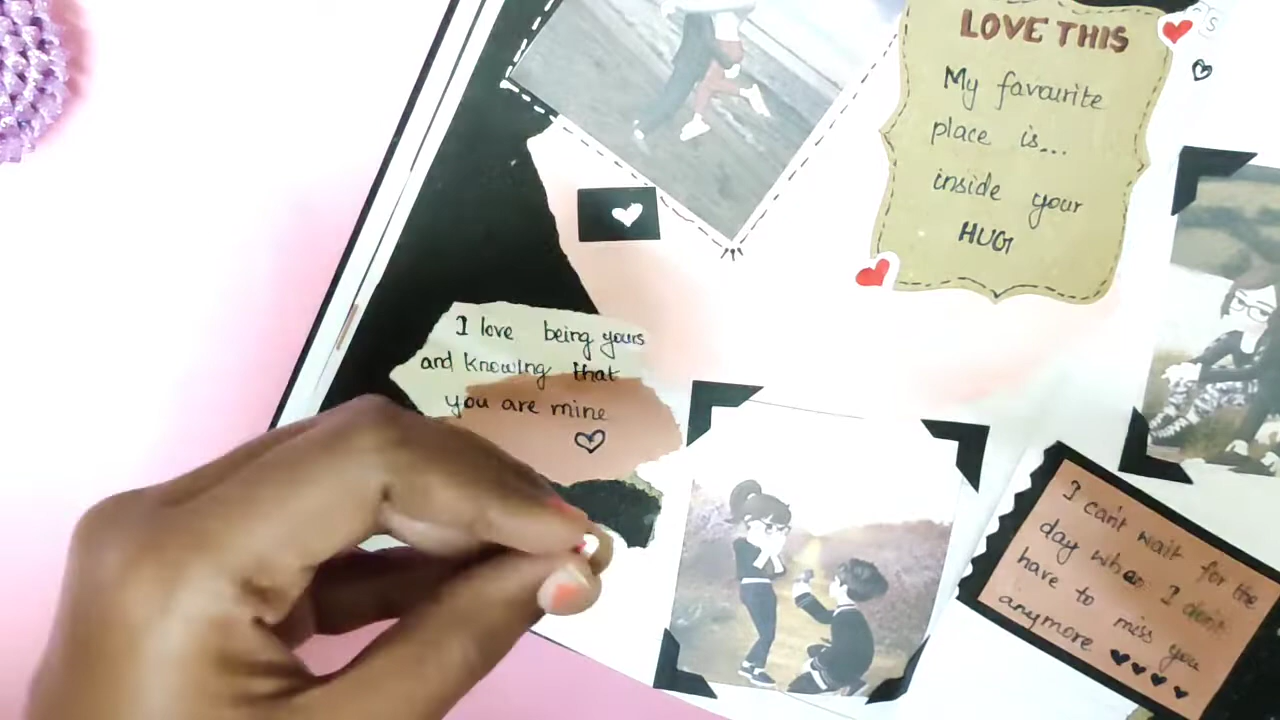 LOVE THIS
My favourite
place is...
inside your
HUG
I love being yours
and knowing that
you are mine
I can't wait for the
day when I don't
have to miss you
anymore